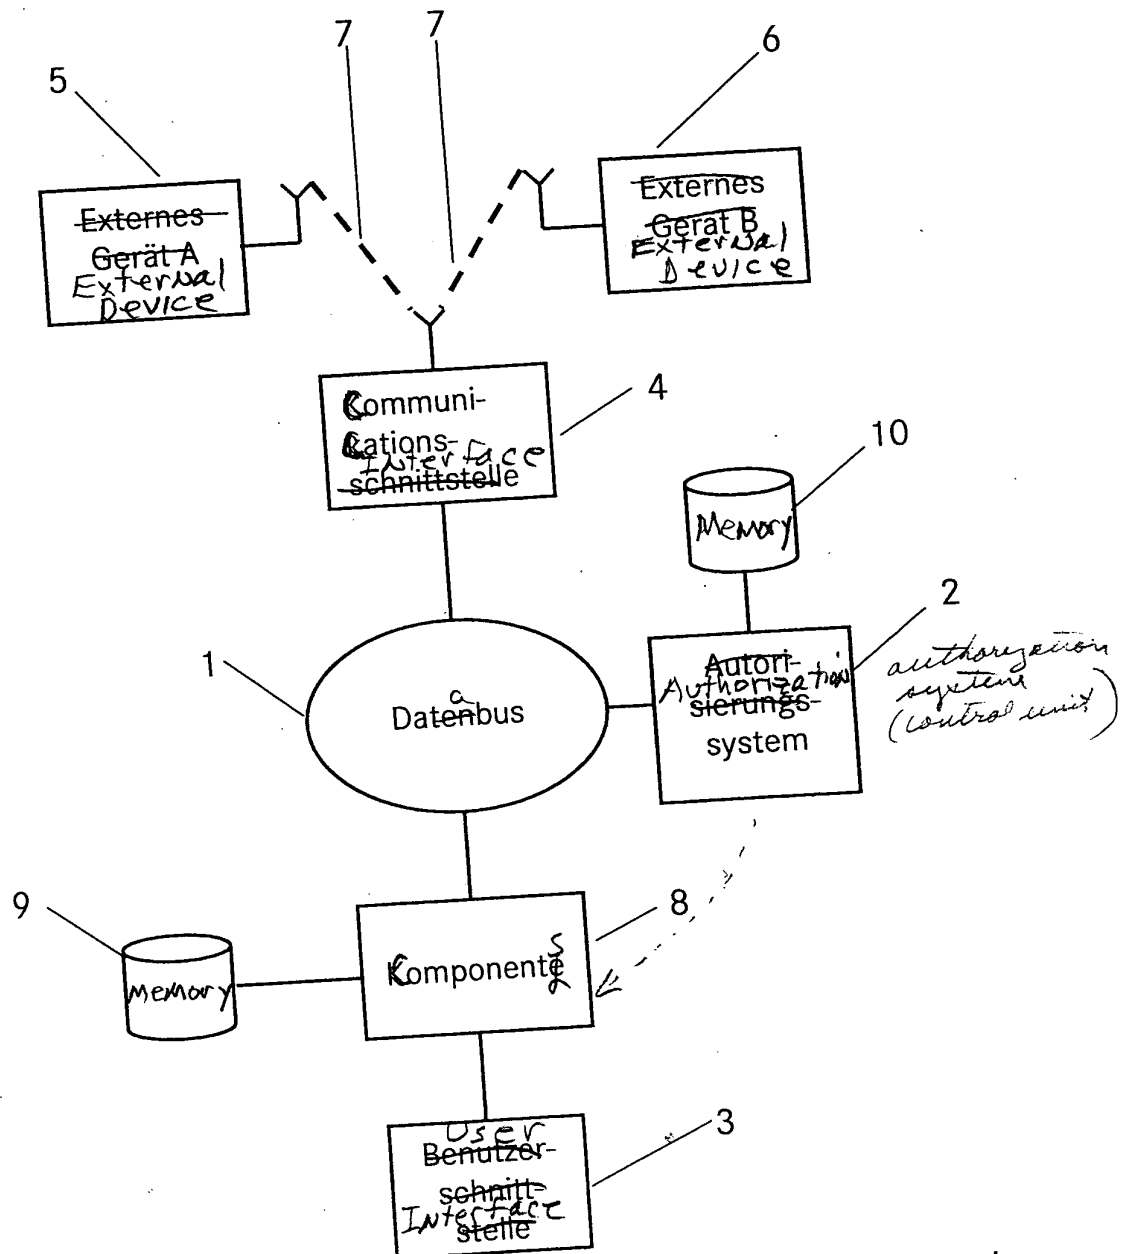 7
7
6
5
Externes
Gerät A
External
Device
Externes
Gerät B
External
Device
4
Communi-
Cations-
Interface
schnittstelle
10
Memory
2
Autori-
Authorization
sierungs-
system
authorization
system
(control unit)
1
a
Datenbus
9
Memory
8
Components
3
User
Benutzer-
schnitt-
Interface
stelle